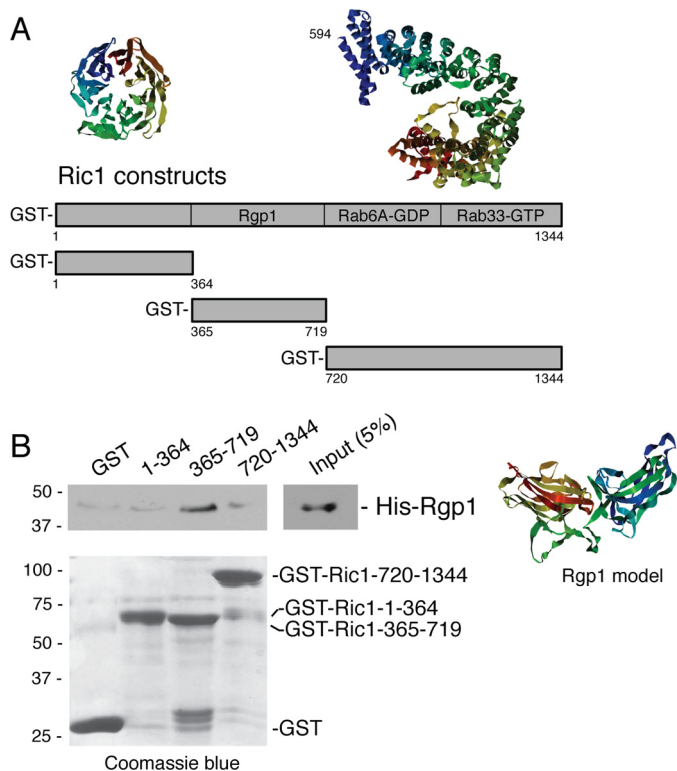 A
594
Ric1 constructs
GST- Rgp1 Rab6A-GDP Rab33-GTP
1 1344
GST-
1 364
GST-
365 719
GST-
720 1344
B
GST 1-364 365-719 720-1344 Input (5%)
50 -
37 -
- His-Rgp1
100 -
75 -
50 -
37 -
25 -
-GST-Ric1-720-1344
GST-Ric1-1-364
GST-Ric1-365-719
-GST
Coomassie blue
Rgp1 model